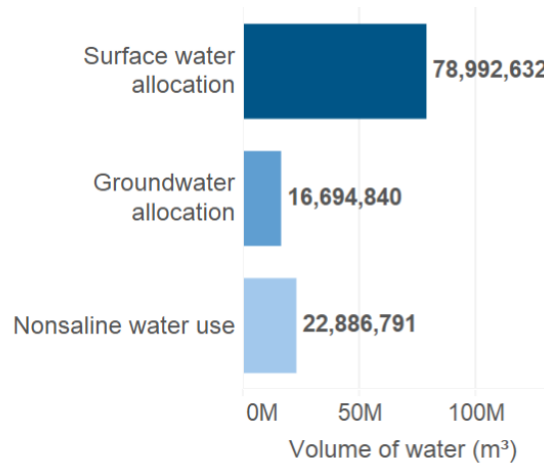 Surface water
allocation
78,992,632
Groundwater
allocation
16,694,840
Nonsaline water use
22,886,791
0M 50M 100M
Volume of water (m³)